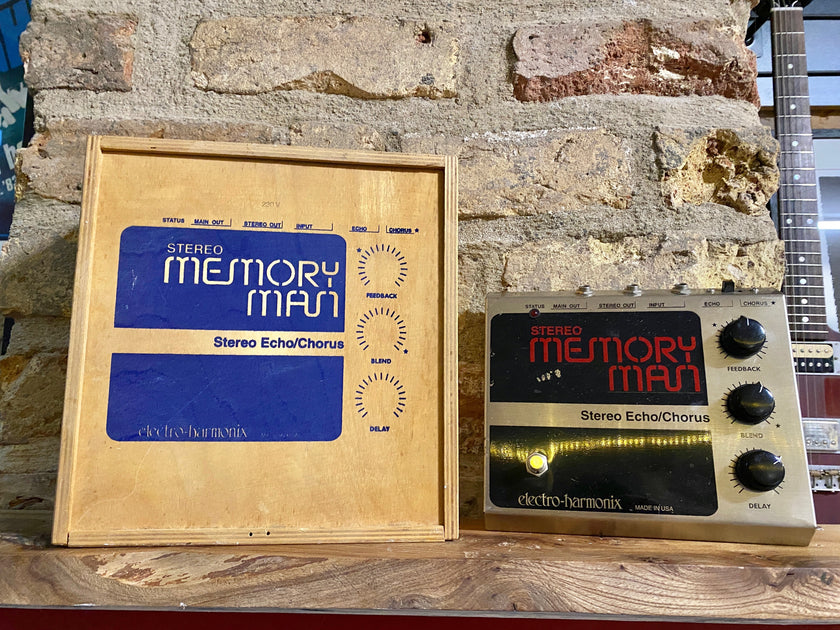 220 V
STATUS MAIN OUT STEREO OUT INPUT ECHO CHORUS
STEREO
MEMORY
MAN
FEEDBACK
Stereo Echo/Chorus
BLEND
DELAY
electro-harmonix
STATUS MAIN OUT STEREO OUT INPUT ECHO CHORUS
STEREO
MEMORY
MAN
FEEDBACK
Stereo Echo/Chorus
BLEND
DELAY
electro-harmonix MADE IN USA